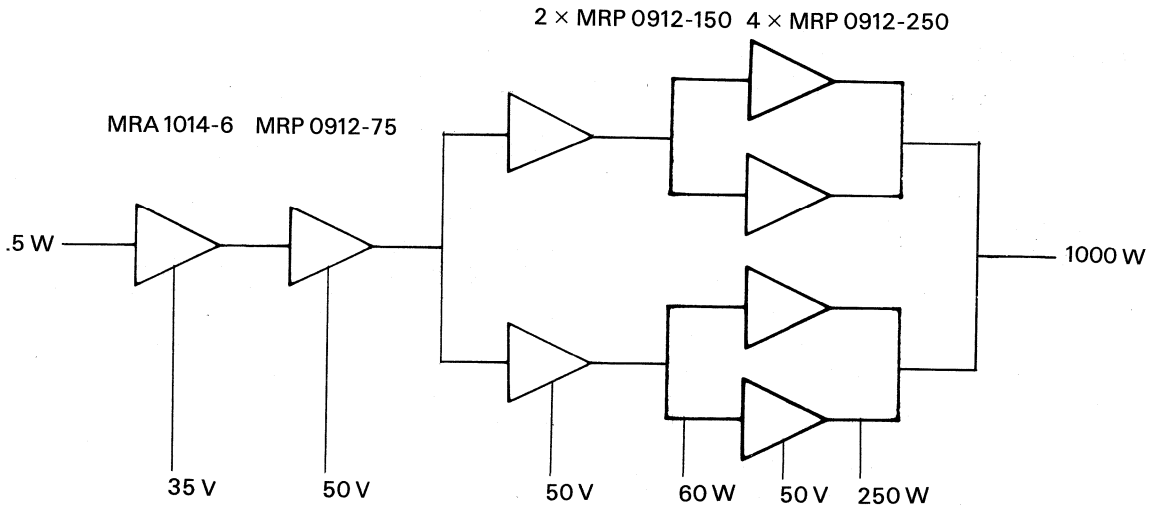 2 × MRP 0912-150 4 × MRP 0912-250
MRA 1014-6 MRP 0912-75
.5 W
1000 W
35 V 50 V 50 V 60 W 50 V 250 W